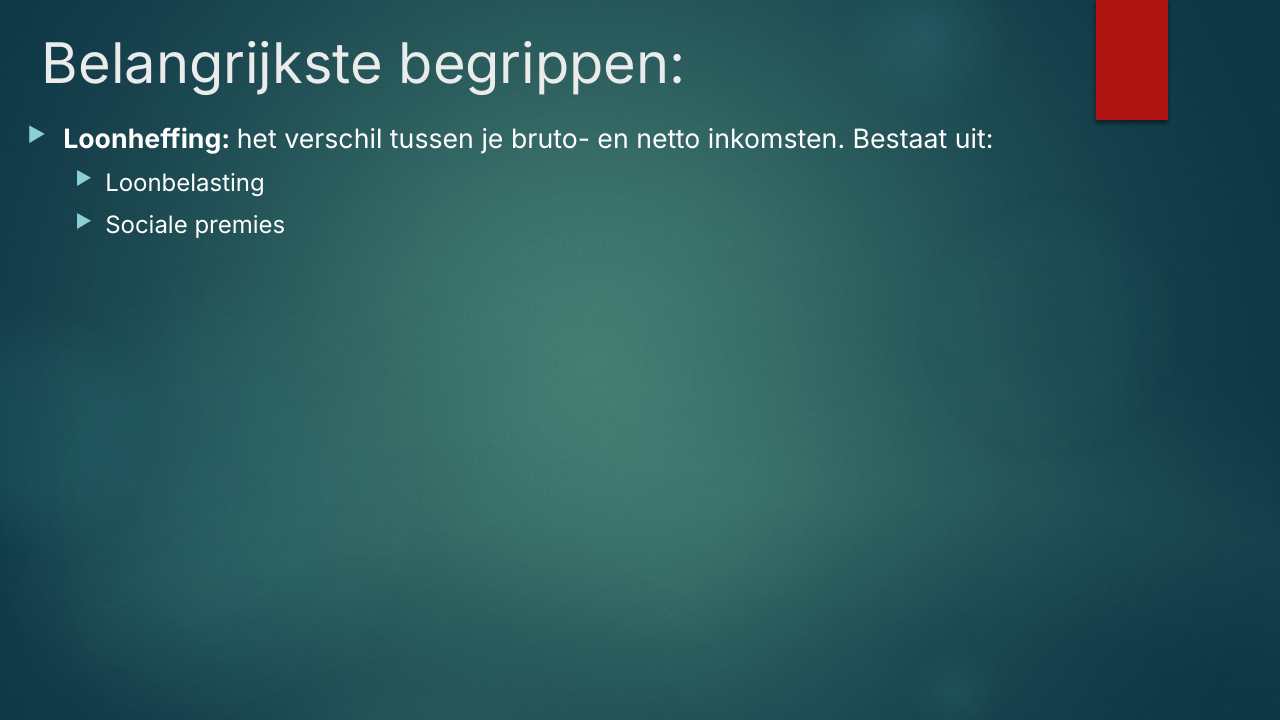 Belangrijkste begrippen:
Loonheffing: het verschil tussen je bruto- en netto inkomsten. Bestaat uit:
Loonbelasting
Sociale premies